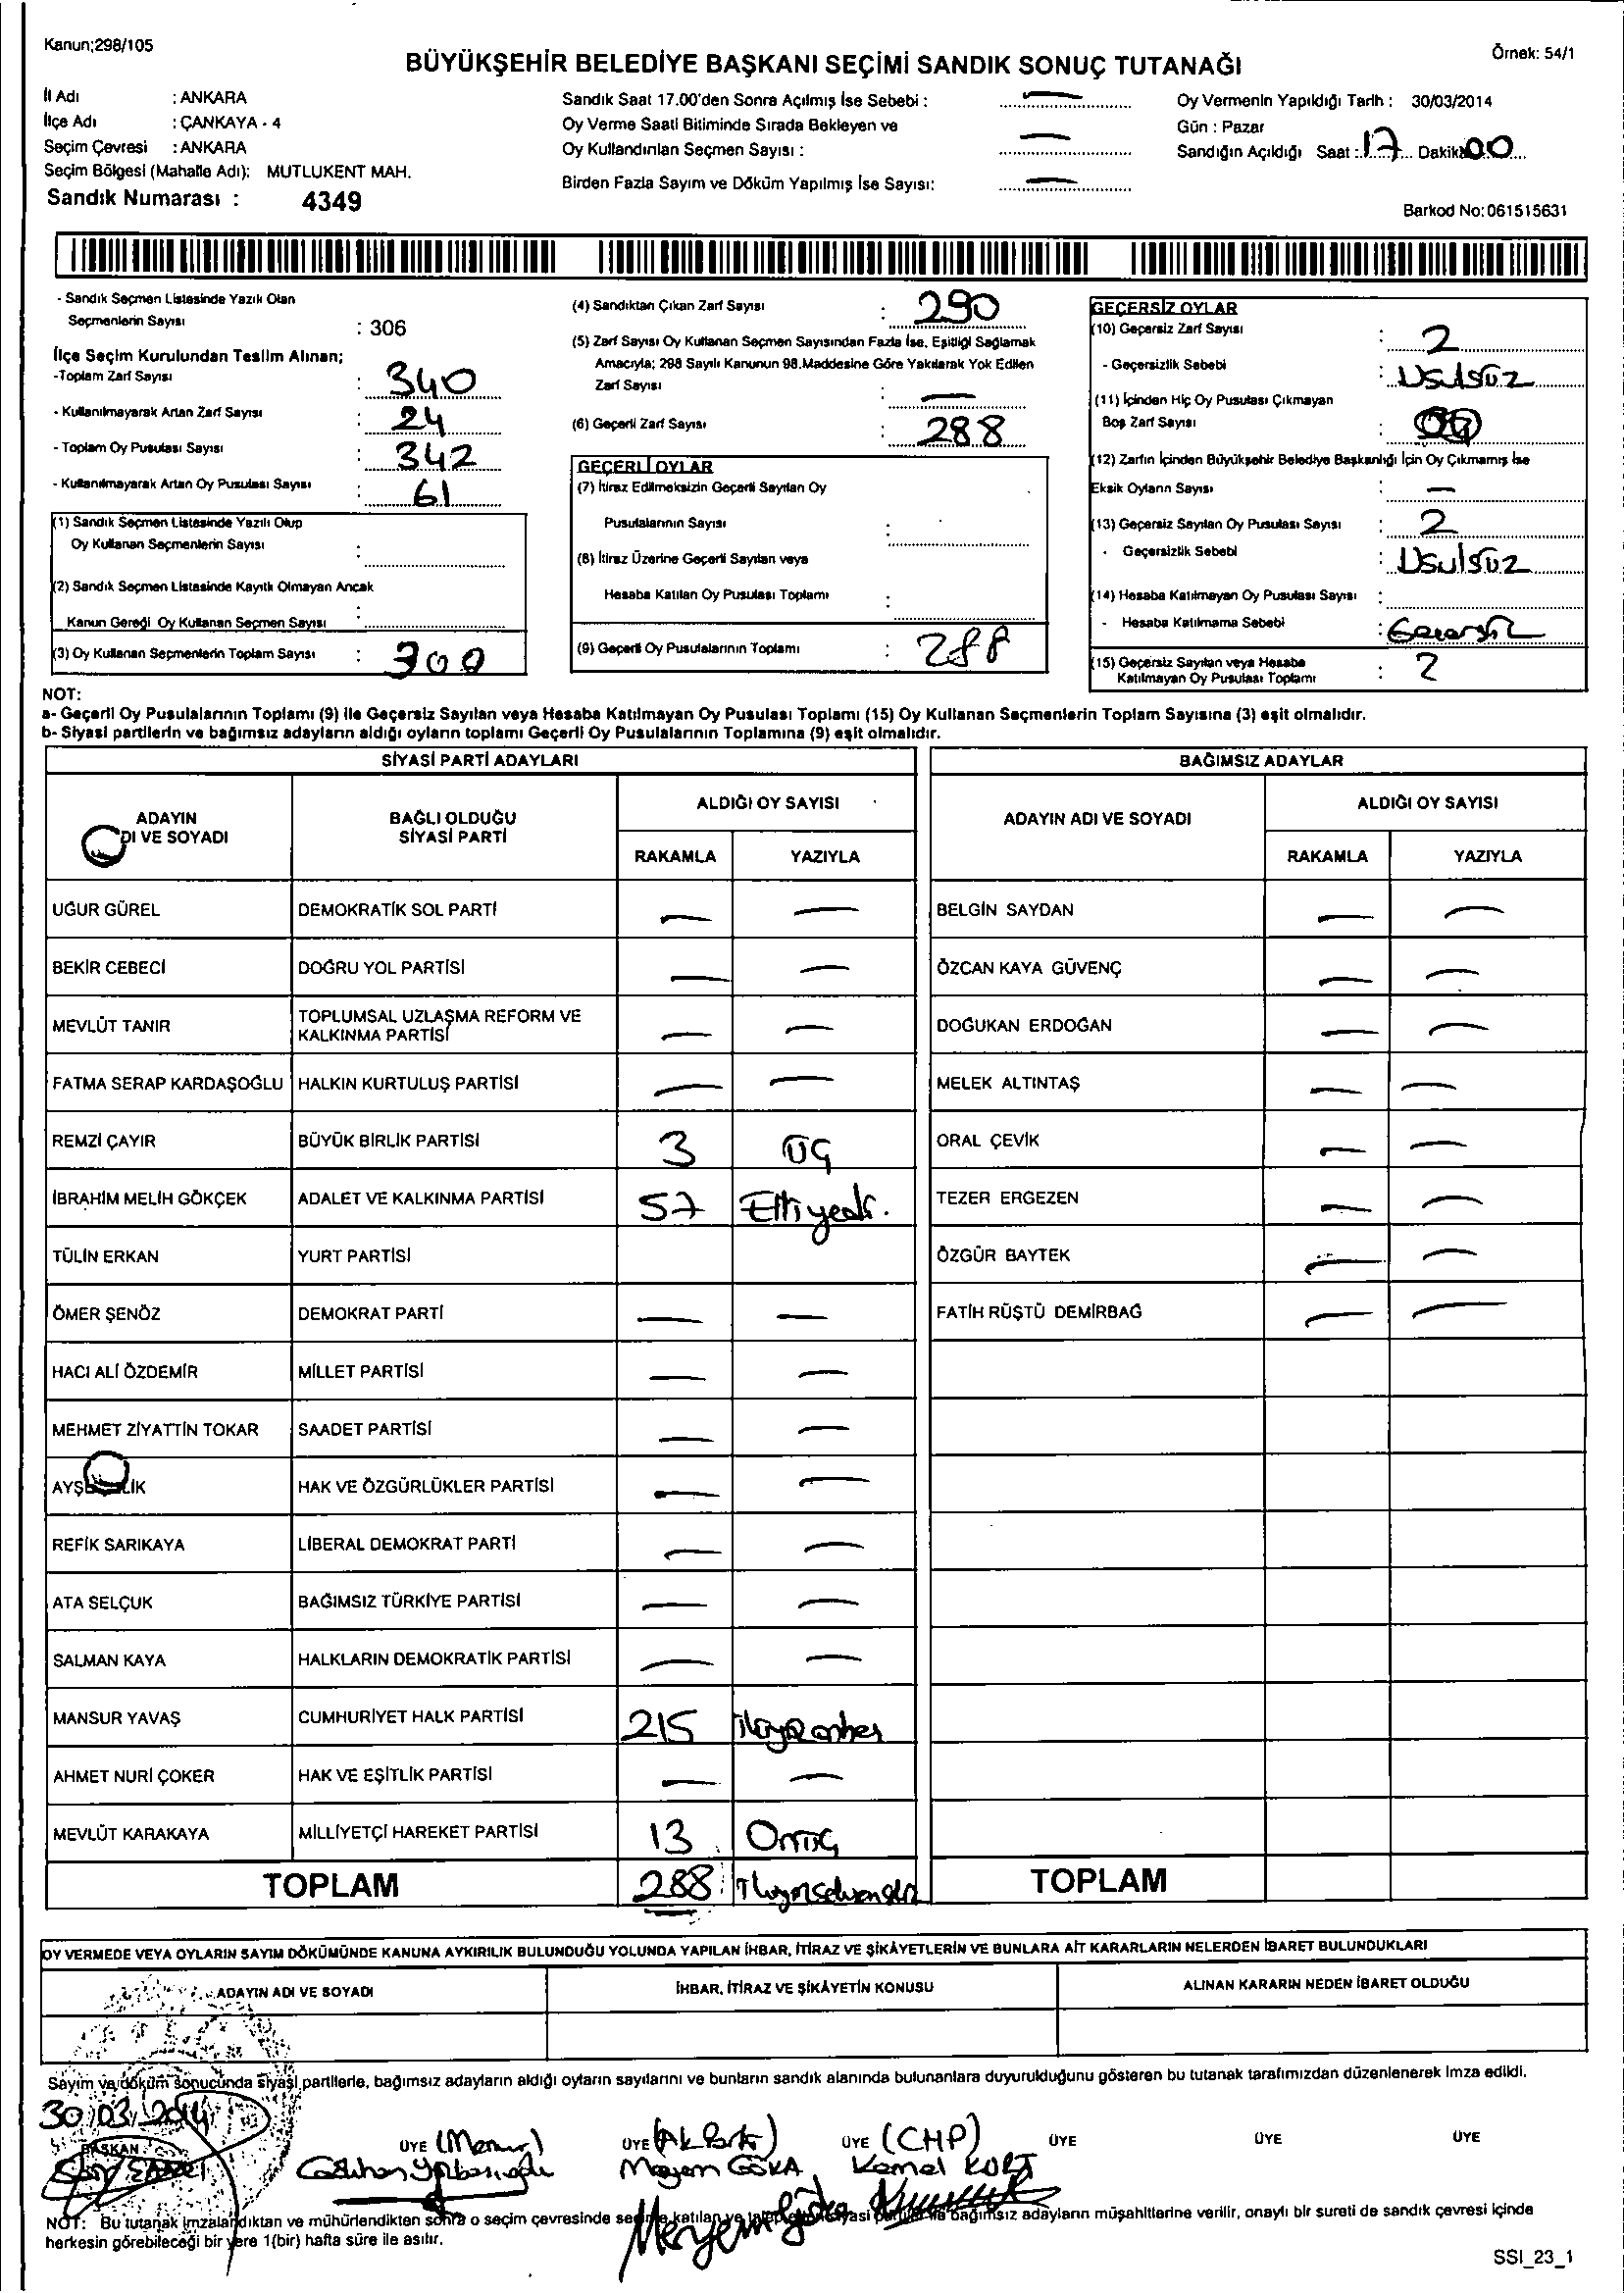 Kanun;298/105
BÜYÜKŞEHİR BELEDİYE BAŞKANI SEÇİMİ SANDIK SONUÇ TUTANAĞI
Örnek: 54/1
İl Adı : ANKARA
İlçe Adı : ÇANKAYA - 4
Seçim Çevresi : ANKARA
Seçim Bölgesi (Mahalle Adı): MUTLUKENT MAH.
Sandık Numarası : 4349
Sandık Saat 17.00'den Sonra Açılmış İse Sebebi : —
Oy Verme Saati Bitiminde Sırada Bekleyen ve
Oy Kullandırılan Seçmen Sayısı : —
Birden Fazla Sayım ve Döküm Yapılmış İse Sayısı: —
Oy Vermenin Yapıldığı Tarih : 30/03/2014
Gün : Pazar
Sandığın Açıldığı Saat : 17 Dakika 00
Barkod No: 061515631
- Sandık Seçmen Listesinde Yazılı Olan
Seçmenlerin Sayısı : 306
İlçe Seçim Kurulundan Teslim Alınan;
-Toplam Zarf Sayısı : 340
- Kullanılmayarak Artan Zarf Sayısı : 24
- Toplam Oy Pusulası Sayısı : 342
- Kullanılmayarak Artan Oy Pusulası Sayısı : 61
(1) Sandık Seçmen Listesinde Yazılı Olup
Oy Kullanan Seçmenlerin Sayısı :
(2) Sandık Seçmen Listesinde Kayıtlı Olmayan Ancak
Kanun Gereği Oy Kullanan Seçmen Sayısı :
(3) Oy Kullanan Seçmenlerin Toplam Sayısı : 300
(4) Sandıktan Çıkan Zarf Sayısı : 290
(5) Zarf Sayısı Oy Kullanan Seçmen Sayısından Fazla İse, Eşitliği Sağlamak
Amacıyla; 298 Sayılı Kanunun 98.Maddesine Göre Yakılarak Yok Edilen
Zarf Sayısı : —
(6) Geçerli Zarf Sayısı : 288
GEÇERLİ OYLAR
(7) İtiraz Edilmeksizin Geçerli Sayılan Oy
Pusulalarının Sayısı :
(8) İtiraz Üzerine Geçerli Sayılan veya
Hesaba Katılan Oy Pusulası Toplamı :
(9) Geçerli Oy Pusulalarının Toplamı : 288
GEÇERSİZ OYLAR
(10) Geçersiz Zarf Sayısı : 2
- Geçersizlik Sebebi : Usulsüz
(11) İçinden Hiç Oy Pusulası Çıkmayan
Boş Zarf Sayısı :
(12) Zarfın İçinden Büyükşehir Belediye Başkanlığı İçin Oy Çıkmamış İse
Eksik Oyların Sayısı : —
(13) Geçersiz Sayılan Oy Pusulası Sayısı : 2
- Geçersizlik Sebebi : Usulsüz
(14) Hesaba Katılmayan Oy Pusulası Sayısı :
- Hesaba Katılmama Sebebi : Geçersiz
(15) Geçersiz Sayılan veya Hesaba
Katılmayan Oy Pusulası Toplamı : 2
NOT:
a- Geçerli Oy Pusulalarının Toplamı (9) ile Geçersiz Sayılan veya Hesaba Katılmayan Oy Pusulası Toplamı (15) Oy Kullanan Seçmenlerin Toplam Sayısına (3) eşit olmalıdır.
b- Siyasi partilerin ve bağımsız adayların aldığı oyların toplamı Geçerli Oy Pusulalarının Toplamına (9) eşit olmalıdır.
SİYASİ PARTİ ADAYLARI
ADAYIN
DI VE SOYADI
BAĞLI OLDUĞU
SİYASİ PARTİ
ALDIĞI OY SAYISI
RAKAMLA YAZIYLA
UĞUR GÜREL DEMOKRATİK SOL PARTİ — —
BEKİR CEBECİ DOĞRU YOL PARTİSİ — —
MEVLÜT TANIR TOPLUMSAL UZLAŞMA REFORM VE
KALKINMA PARTİSİ — —
FATMA SERAP KARDAŞOĞLU HALKIN KURTULUŞ PARTİSİ — —
REMZİ ÇAYIR BÜYÜK BİRLİK PARTİSİ 3 ÜÇ
İBRAHİM MELİH GÖKÇEK ADALET VE KALKINMA PARTİSİ 57 Elliyedi.
TÜLİN ERKAN YURT PARTİSİ
ÖMER ŞENÖZ DEMOKRAT PARTİ — —
HACI ALİ ÖZDEMİR MİLLET PARTİSİ — —
MEHMET ZİYATTİN TOKAR SAADET PARTİSİ — —
HAK VE ÖZGÜRLÜKLER PARTİSİ — —
REFİK SARIKAYA LİBERAL DEMOKRAT PARTİ — —
ATA SELÇUK BAĞIMSIZ TÜRKİYE PARTİSİ — —
SALMAN KAYA HALKLARIN DEMOKRATİK PARTİSİ — —
MANSUR YAVAŞ CUMHURİYET HALK PARTİSİ 215 ikiyüzonbeş
AHMET NURİ ÇOKER HAK VE EŞİTLİK PARTİSİ — —
MEVLÜT KARAKAYA MİLLİYETÇİ HAREKET PARTİSİ 13 Onüç
TOPLAM 288
BAĞIMSIZ ADAYLAR
ADAYIN ADI VE SOYADI
ALDIĞI OY SAYISI
RAKAMLA YAZIYLA
BELGİN SAYDAN — —
ÖZCAN KAYA GÜVENÇ — —
DOĞUKAN ERDOĞAN — —
MELEK ALTINTAŞ — —
ORAL ÇEVİK — —
TEZER ERGEZEN — —
ÖZGÜR BAYTEK — —
FATİH RÜŞTÜ DEMİRBAĞ — —
TOPLAM
OY VERMEDE VEYA OYLARIN SAYIM DÖKÜMÜNDE KANUNA AYKIRILIK BULUNDUĞU YOLUNDA YAPILAN İHBAR, İTİRAZ VE ŞİKÂYETLERİN VE BUNLARA AİT KARARLARIN NELERDEN İBARET BULUNDUKLARI
ADAYIN ADI VE SOYADI
İHBAR, İTİRAZ VE ŞİKÂYETİN KONUSU
ALINAN KARARIN NEDEN İBARET OLDUĞU
Sayım ve döküm sonucunda siyasi partilerle, bağımsız adayların aldığı oyların sayılarını ve bunların sandık alanında bulunanlara duyurulduğunu gösteren bu tutanak tarafımızdan düzenlenerek imza edildi.
30/03/2014
BAŞKAN ÜYE (Memur) ÜYE (Ak Parti) ÜYE (CHP) ÜYE ÜYE ÜYE
Meryem GÖKA Kemal KURT
NOT: Bu tutanak imzalandıktan ve mühürlendikten sonra o seçim çevresinde seçime katılan ve bağımsız adayların müşahitlerine verilir, onaylı bir sureti de sandık çevresi içinde
herkesin görebileceği bir yere 1(bir) hafta süre ile asılır.
SSI_23_1